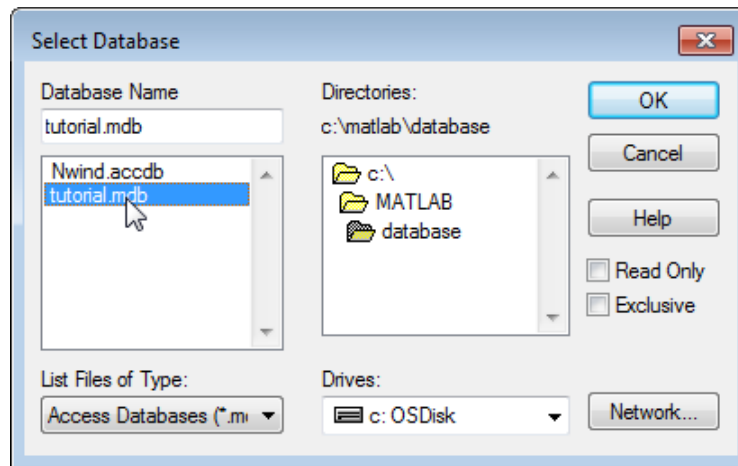 Select Database
Database Name
tutorial.mdb
Nwind.accdb
tutorial.mdb
List Files of Type:
Access Databases (*.m
Directories:
c:\matlab\database
c:\
MATLAB
database
Drives:
c: OSDisk
OK
Cancel
Help
Read Only
Exclusive
Network...